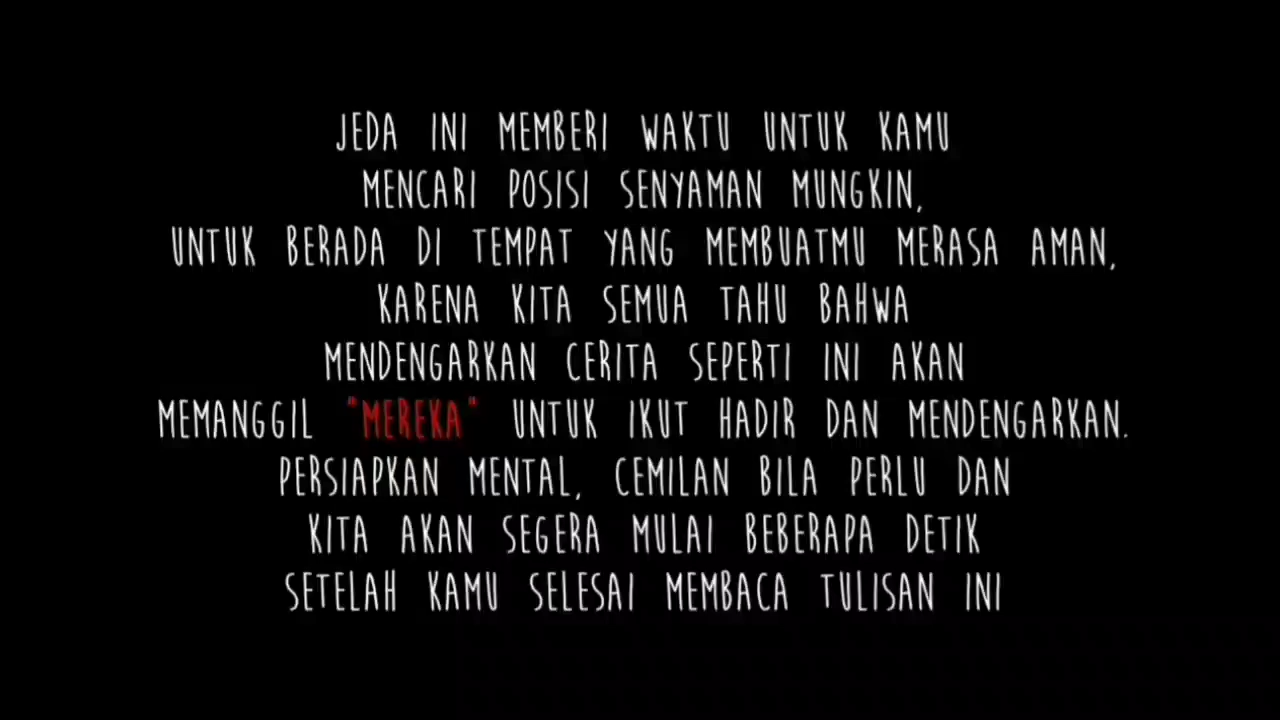 JEDA INI MEMBERI WAKTU UNTUK KAMU
MENCARI POSISI SENYAMAN MUNGKIN,
UNTUK BERADA DI TEMPAT YANG MEMBUATMU MERASA AMAN,
KARENA KITA SEMUA TAHU BAHWA
MENDENGARKAN CERITA SEPERTI INI AKAN
MEMANGGIL "MEREKA" UNTUK IKUT HADIR DAN MENDENGARKAN.
PERSIAPKAN MENTAL, CEMILAN BILA PERLU DAN
KITA AKAN SEGERA MULAI BEBERAPA DETIK
SETELAH KAMU SELESAI MEMBACA TULISAN INI